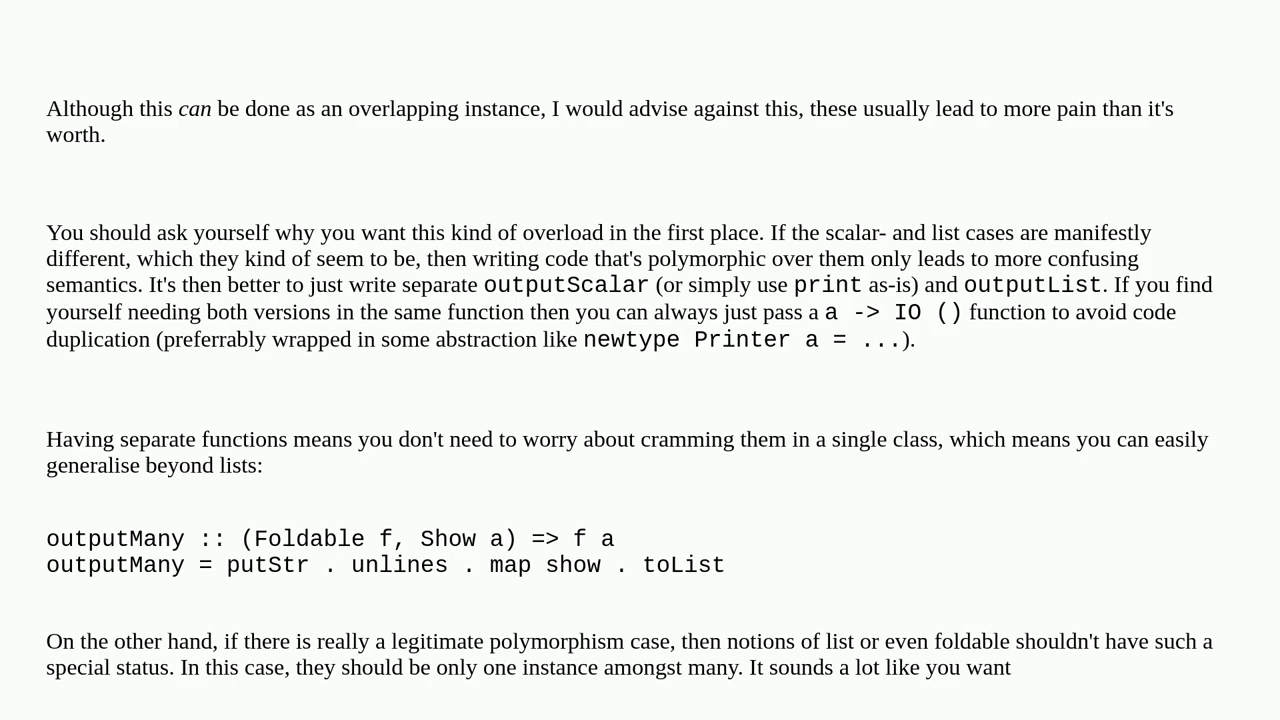 Although this can be done as an overlapping instance, I would advise against this, these usually lead to more pain than it's
worth.
You should ask yourself why you want this kind of overload in the first place. If the scalar- and list cases are manifestly
different, which they kind of seem to be, then writing code that's polymorphic over them only leads to more confusing
semantics. It's then better to just write separate outputScalar (or simply use print as-is) and outputList. If you find
yourself needing both versions in the same function then you can always just pass a a -> IO () function to avoid code
duplication (preferrably wrapped in some abstraction like newtype Printer a = ...).
Having separate functions means you don't need to worry about cramming them in a single class, which means you can easily
generalise beyond lists:
outputMany :: (Foldable f, Show a) => f a
outputMany = putStr . unlines . map show . toList
On the other hand, if there is really a legitimate polymorphism case, then notions of list or even foldable shouldn't have such a
special status. In this case, they should be only one instance amongst many. It sounds a lot like you want